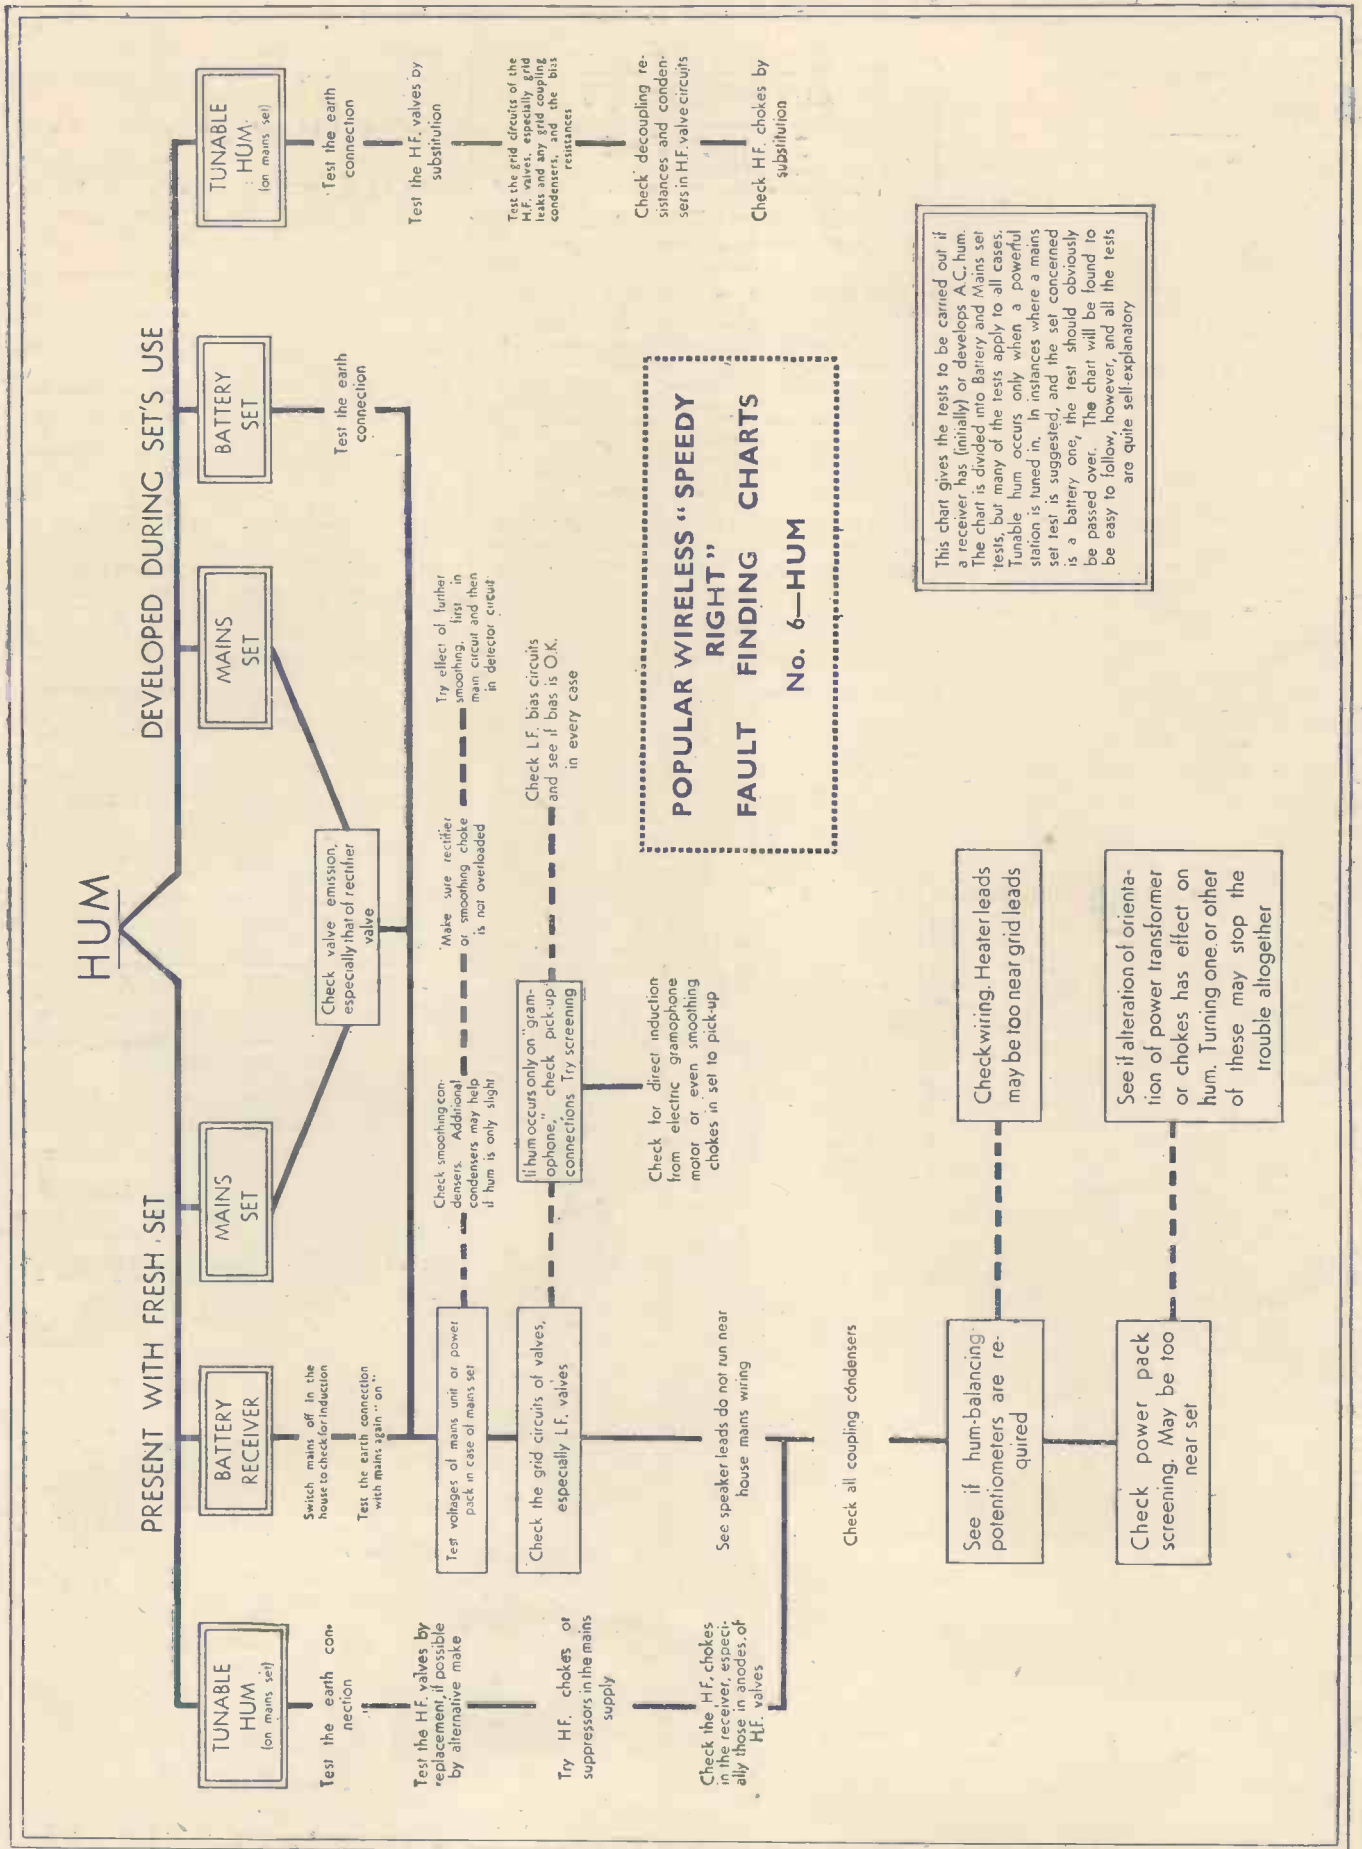 HUM
PRESENT WITH FRESH SET
DEVELOPED DURING SET'S USE
TUNABLE
HUM
(on mains set)
BATTERY
RECEIVER
MAINS
SET
MAINS
SET
BATTERY
SET
TUNABLE
HUM
(on mains set)
Test the earth con-
nection
Test the H.F. valves by
replacement, if possible
by alternative make
Try H.F. chokes or
suppressors in the mains
supply
Check the H.F. chokes
in the receiver, especi-
ally those in anodes of
H.F. valves
Switch mains off in the
house to check for induction
Test the earth connection
with mains again "on"
Check valve emission,
especially that of rectifier
valve
Test the earth
connection
Test the earth
connection
Test the H.F. valves by
substitution
Test the grid circuits of the
H.F. valves, especially grid
leaks and any grid coupling
condensers, and the bias
resistances
Check decoupling re-
sistances and conden-
sers in H.F. valve circuits
Check H.F. chokes by
substitution
Test voltages of mains unit or power
pack in case of mains set
Check smoothing con-
densers. Additional
condensers may help
if hum is only slight
Make sure rectifier
or smoothing choke
is not overloaded
Try effect of further
smoothing, first in
main circuit and then
in detector circuit
Check the grid circuits of valves,
especially L.F. valves
If hum occurs only on "gram-
ophone," check pick-up
connections Try screening
Check L.F. bias circuits
and see if bias is O.K.
in every case
Check for direct induction
from electric gramophone
motor or even smoothing
chokes in set to pick-up
See speaker leads do not run near
house mains wiring
Check all coupling condensers
See if hum-balancing
potentiometers are re-
quired
Check wiring. Heater leads
may be too near grid leads
Check power pack
screening. May be too
near set
See if alteration of orienta-
tion of power transformer
or chokes has effect on
hum. Turning one or other
of these may stop the
trouble altogether
POPULAR WIRELESS "SPEEDY
RIGHT"
FAULT FINDING CHARTS
No. 6—HUM
This chart gives the tests to be carried out if
a receiver has (initially) or develops A.C. hum.
The chart is divided into Battery and Mains set
tests, but many of the tests apply to all cases.
Tunable hum occurs only when a powerful
station is tuned in. In instances where a mains
set test is suggested, and the set concerned
is a battery one, the test should obviously
be passed over. The chart will be found to
be easy to follow, however, and all the tests
are quite self-explanatory